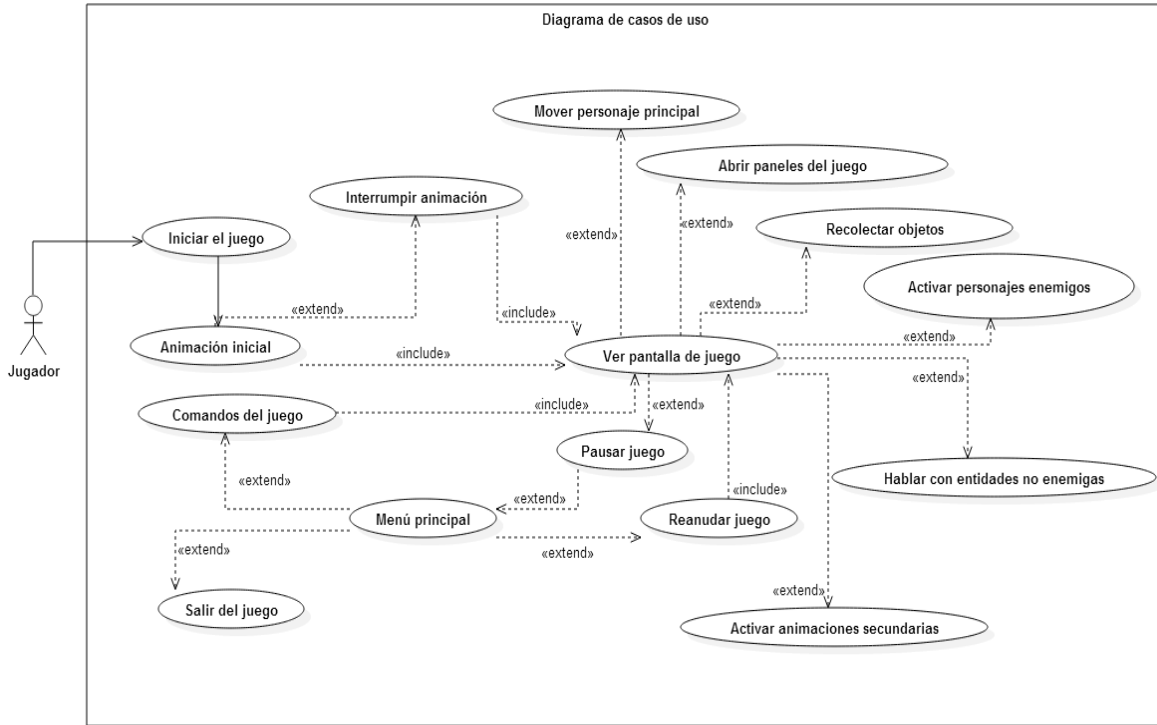 Diagrama de casos de uso
Mover personaje principal
Abrir paneles del juego
Interrumpir animación
Recolectar objetos
«extend»
«extend»
Iniciar el juego
Activar personajes enemigos
«extend»
«include»
«extend»
«extend»
Animación inicial
«include»
Ver pantalla de juego
Jugador
«extend»
Comandos del juego
«include»
«extend»
Pausar juego
Hablar con entidades no enemigas
«extend»
«extend»
«include»
Menú principal
Reanudar juego
«extend»
«extend»
Salir del juego
«extend»
Activar animaciones secundarias